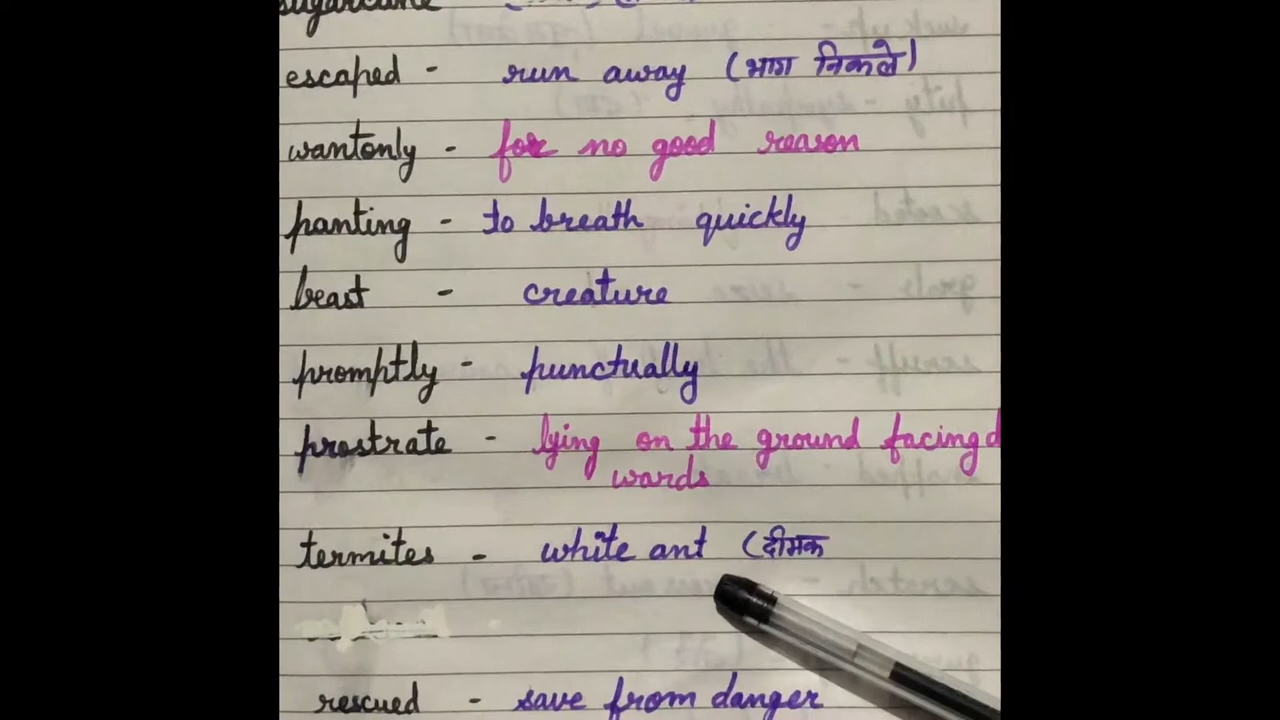 sugarcane
escaped - run away (भाग निकले)
wantonly - for no good reason
panting - to breath quickly
beast - creature
promptly - punctually
prostrate - lying on the ground facing d
wards
termites - white ant (दीमक
rescued - save from danger